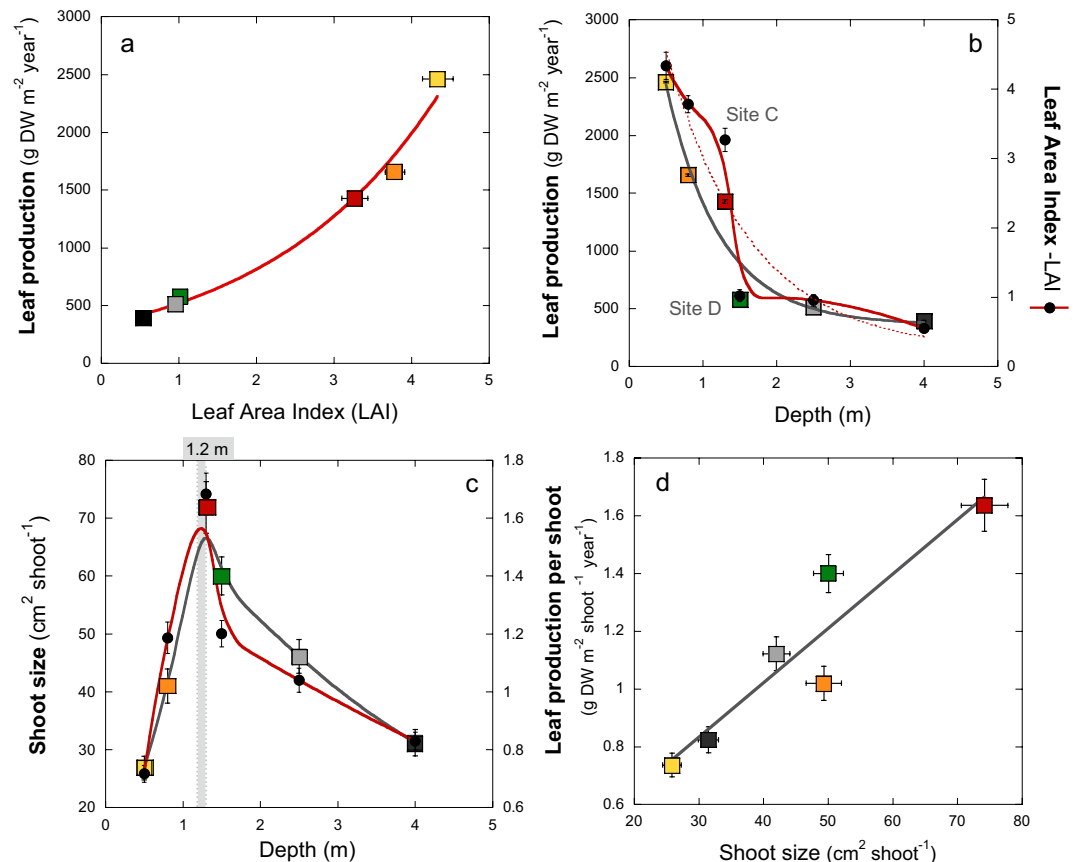 a
3000
2500
2000
1500
1000
500
0
Leaf production (g DW m⁻² year⁻¹)
0 1 2 3 4 5
Leaf Area Index (LAI)
b
3000
2500
2000
1500
1000
500
0
Leaf production (g DW m⁻² year⁻¹)
5
4
3
2
1
0
Leaf Area Index -LAI
Site C
Site D
0 1 2 3 4 5
Depth (m)
1.2 m
c
80
70
60
50
40
30
20
Shoot size (cm² shoot⁻¹)
1.8
1.6
1.4
1.2
1
0.8
0.6
0 1 2 3 4 5
Depth (m)
d
Leaf production per shoot
(g DW m⁻² shoot⁻¹ year⁻¹)
1.8
1.6
1.4
1.2
1
0.8
0.6
20 30 40 50 60 70 80
Shoot size (cm² shoot⁻¹)